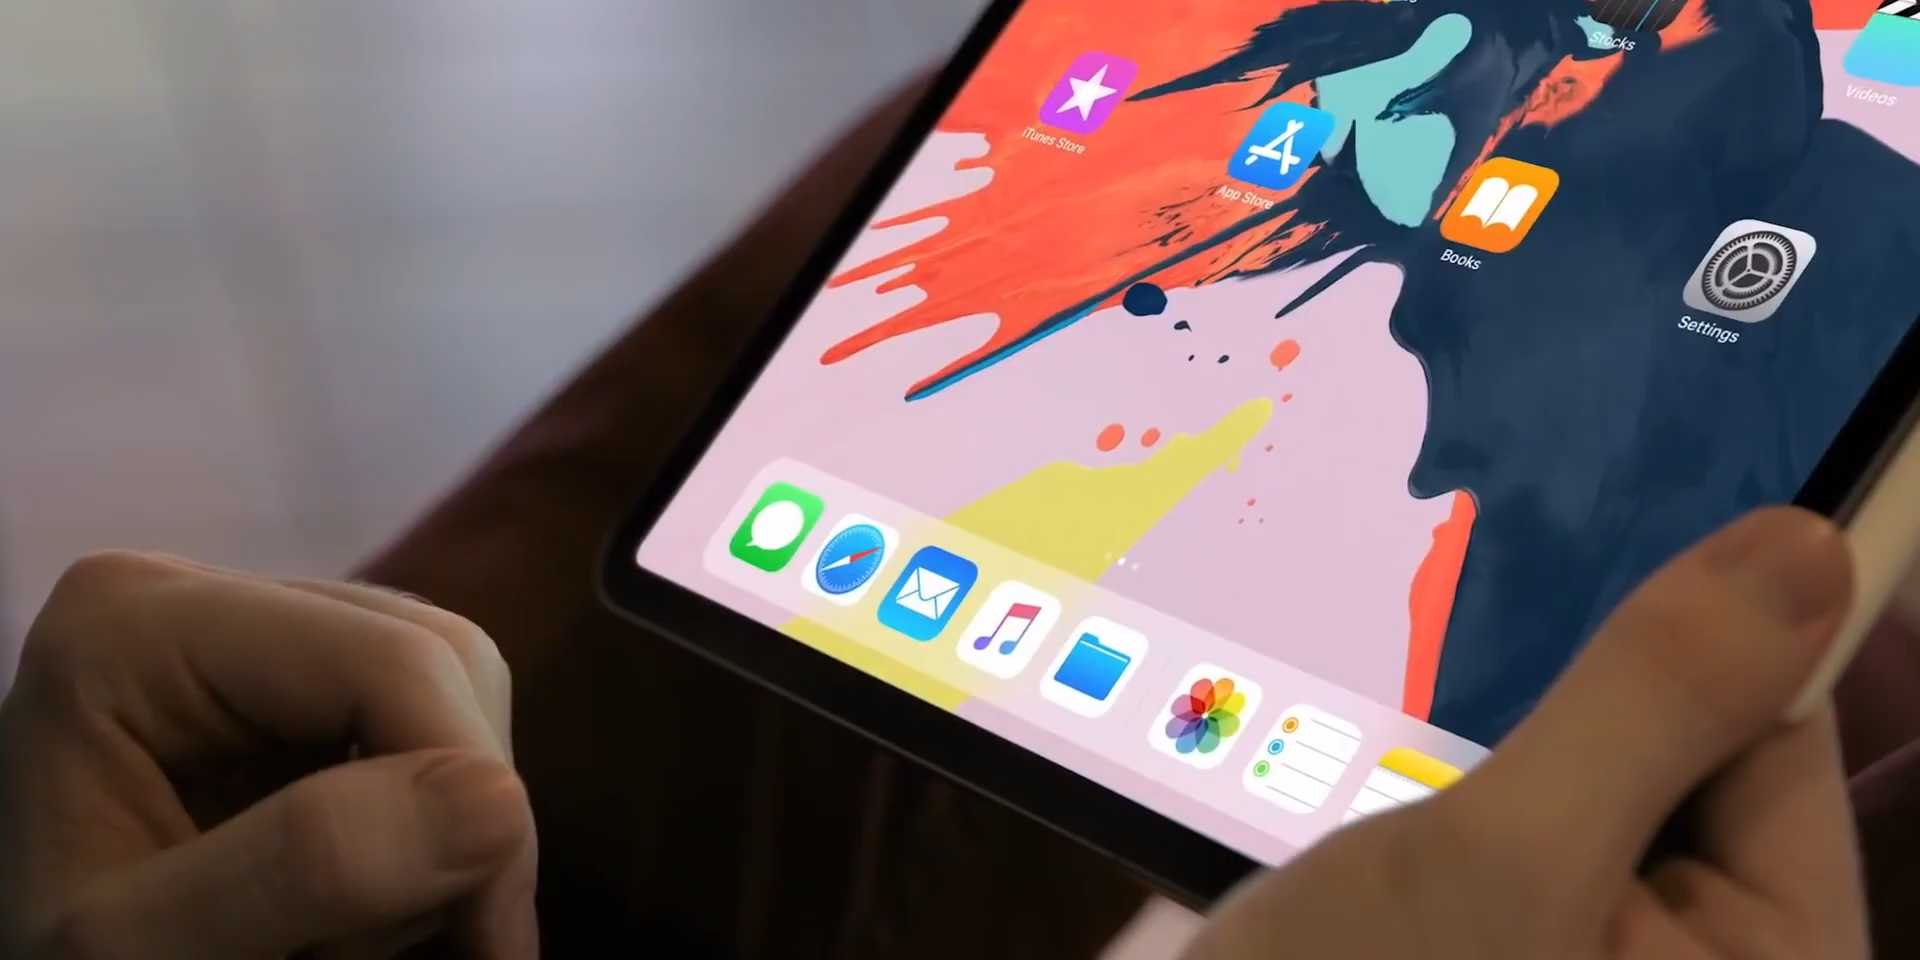 Stocks
Videos
iTunes Store
App Store
Books
Settings